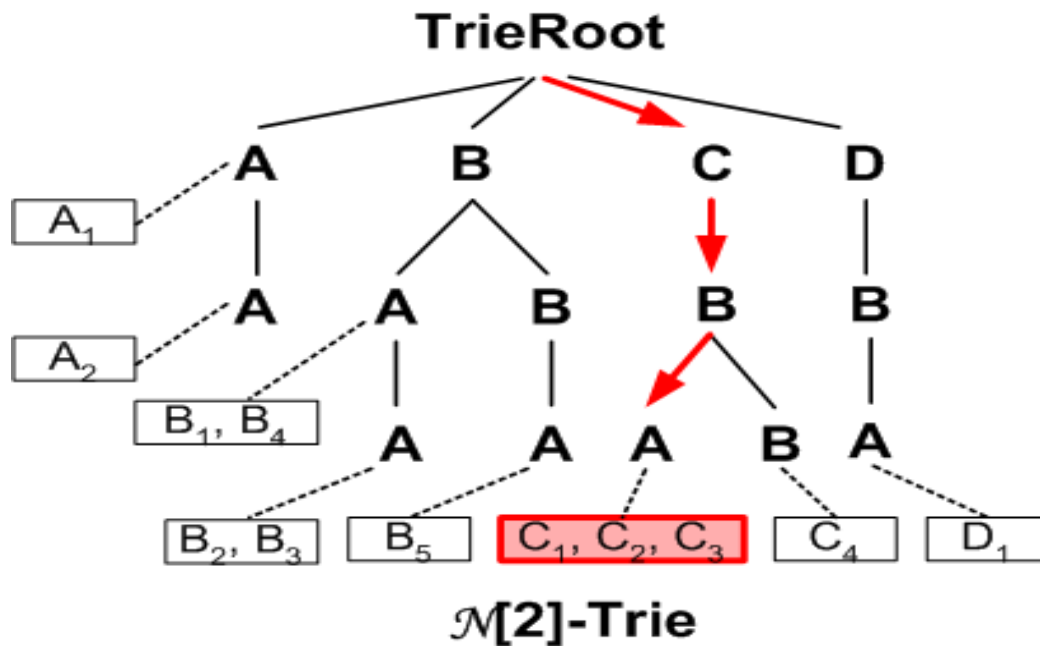 TrieRoot
A B C D
A₁
A A B B B
A₂
B₁, B₄
A A A B A
B₂, B₃ B₅ C₁, C₂, C₃ C₄ D₁
𝒩[2]-Trie